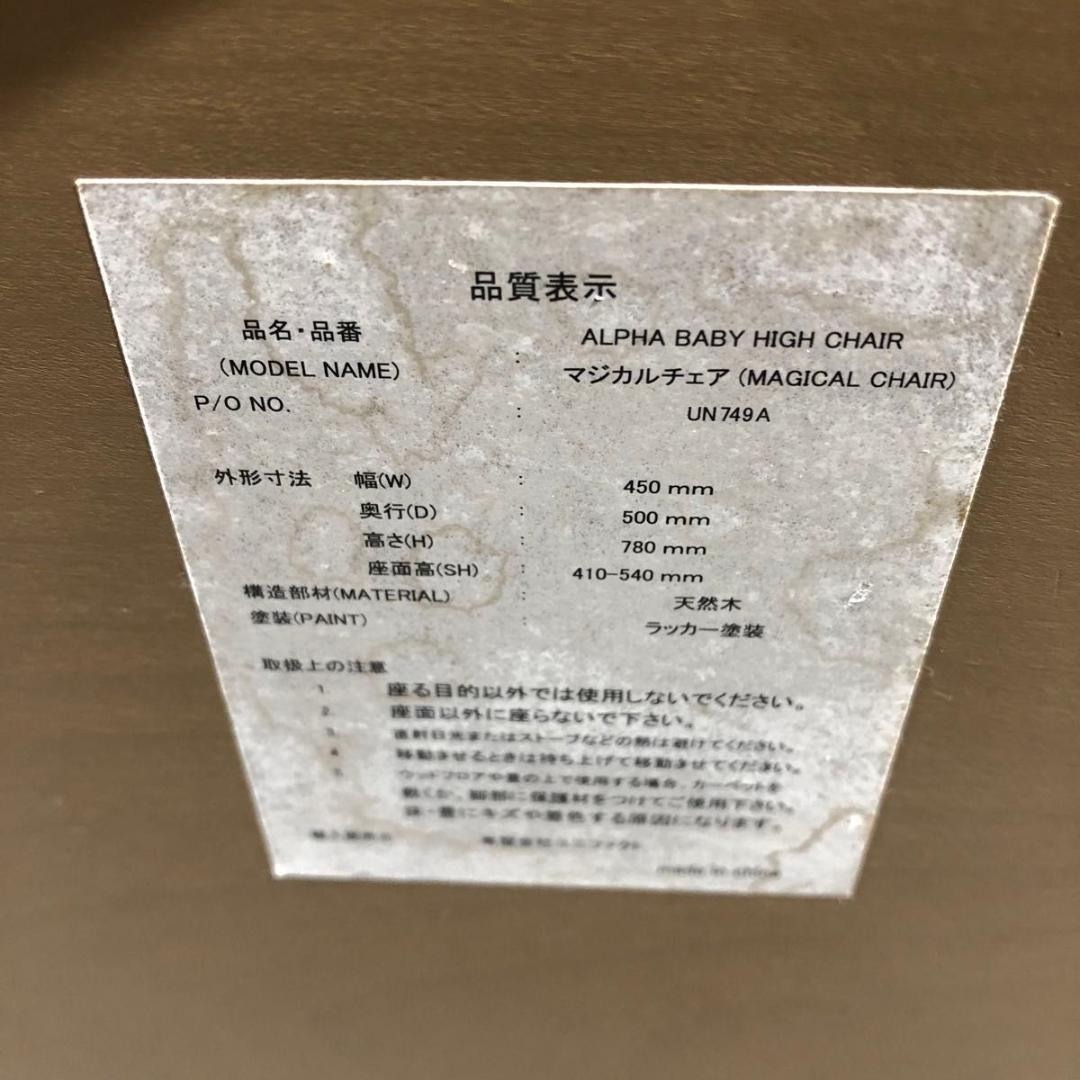 品質表示
品名・品番 ALPHA BABY HIGH CHAIR
(MODEL NAME) : マジカルチェア (MAGICAL CHAIR)
P/O NO. : UN749A
外形寸法 幅(W) : 450 mm
奥行(D) : 500 mm
高さ(H) : 780 mm
座面高(SH) : 410-540 mm
構造部材(MATERIAL) : 天然木
塗装(PAINT) : ラッカー塗装
取扱上の注意
1. 座る目的以外では使用しないでください。
2. 座面以外に座らないで下さい。
3. 直射日光またはストーブなどの熱は避けてください。
4. 移動させるときは持ち上げて移動させてください。
5. ウッドフロアや畳の上で使用する場合、カーペットを
敷くか、脚部に保護材をつけてご使用下さい。
床・畳にキズや着色する原因になります。
有限会社ユニファクト
made in china